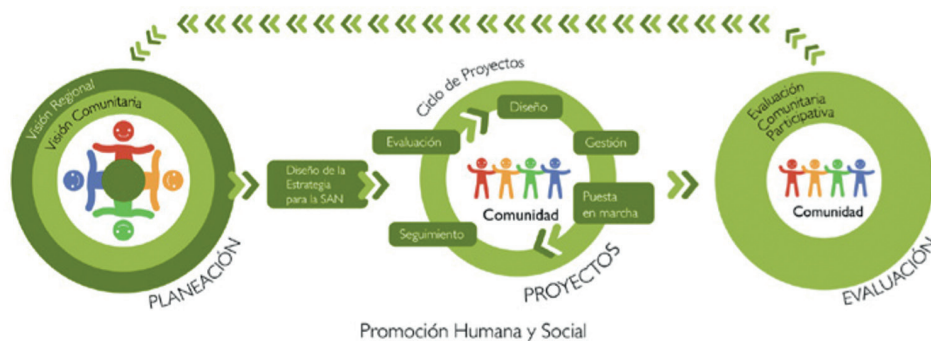 Visión Regional
Visión Comunitaria
PLANEACIÓN
Diseño de la
Estrategia
para la SAN
Ciclo de Proyectos
Diseño
Evaluación
Gestión
Comunidad
Puesta
en marcha
Seguimiento
PROYECTOS
Evaluación
Comunitaria
Participativa
Comunidad
EVALUACIÓN
Promoción Humana y Social